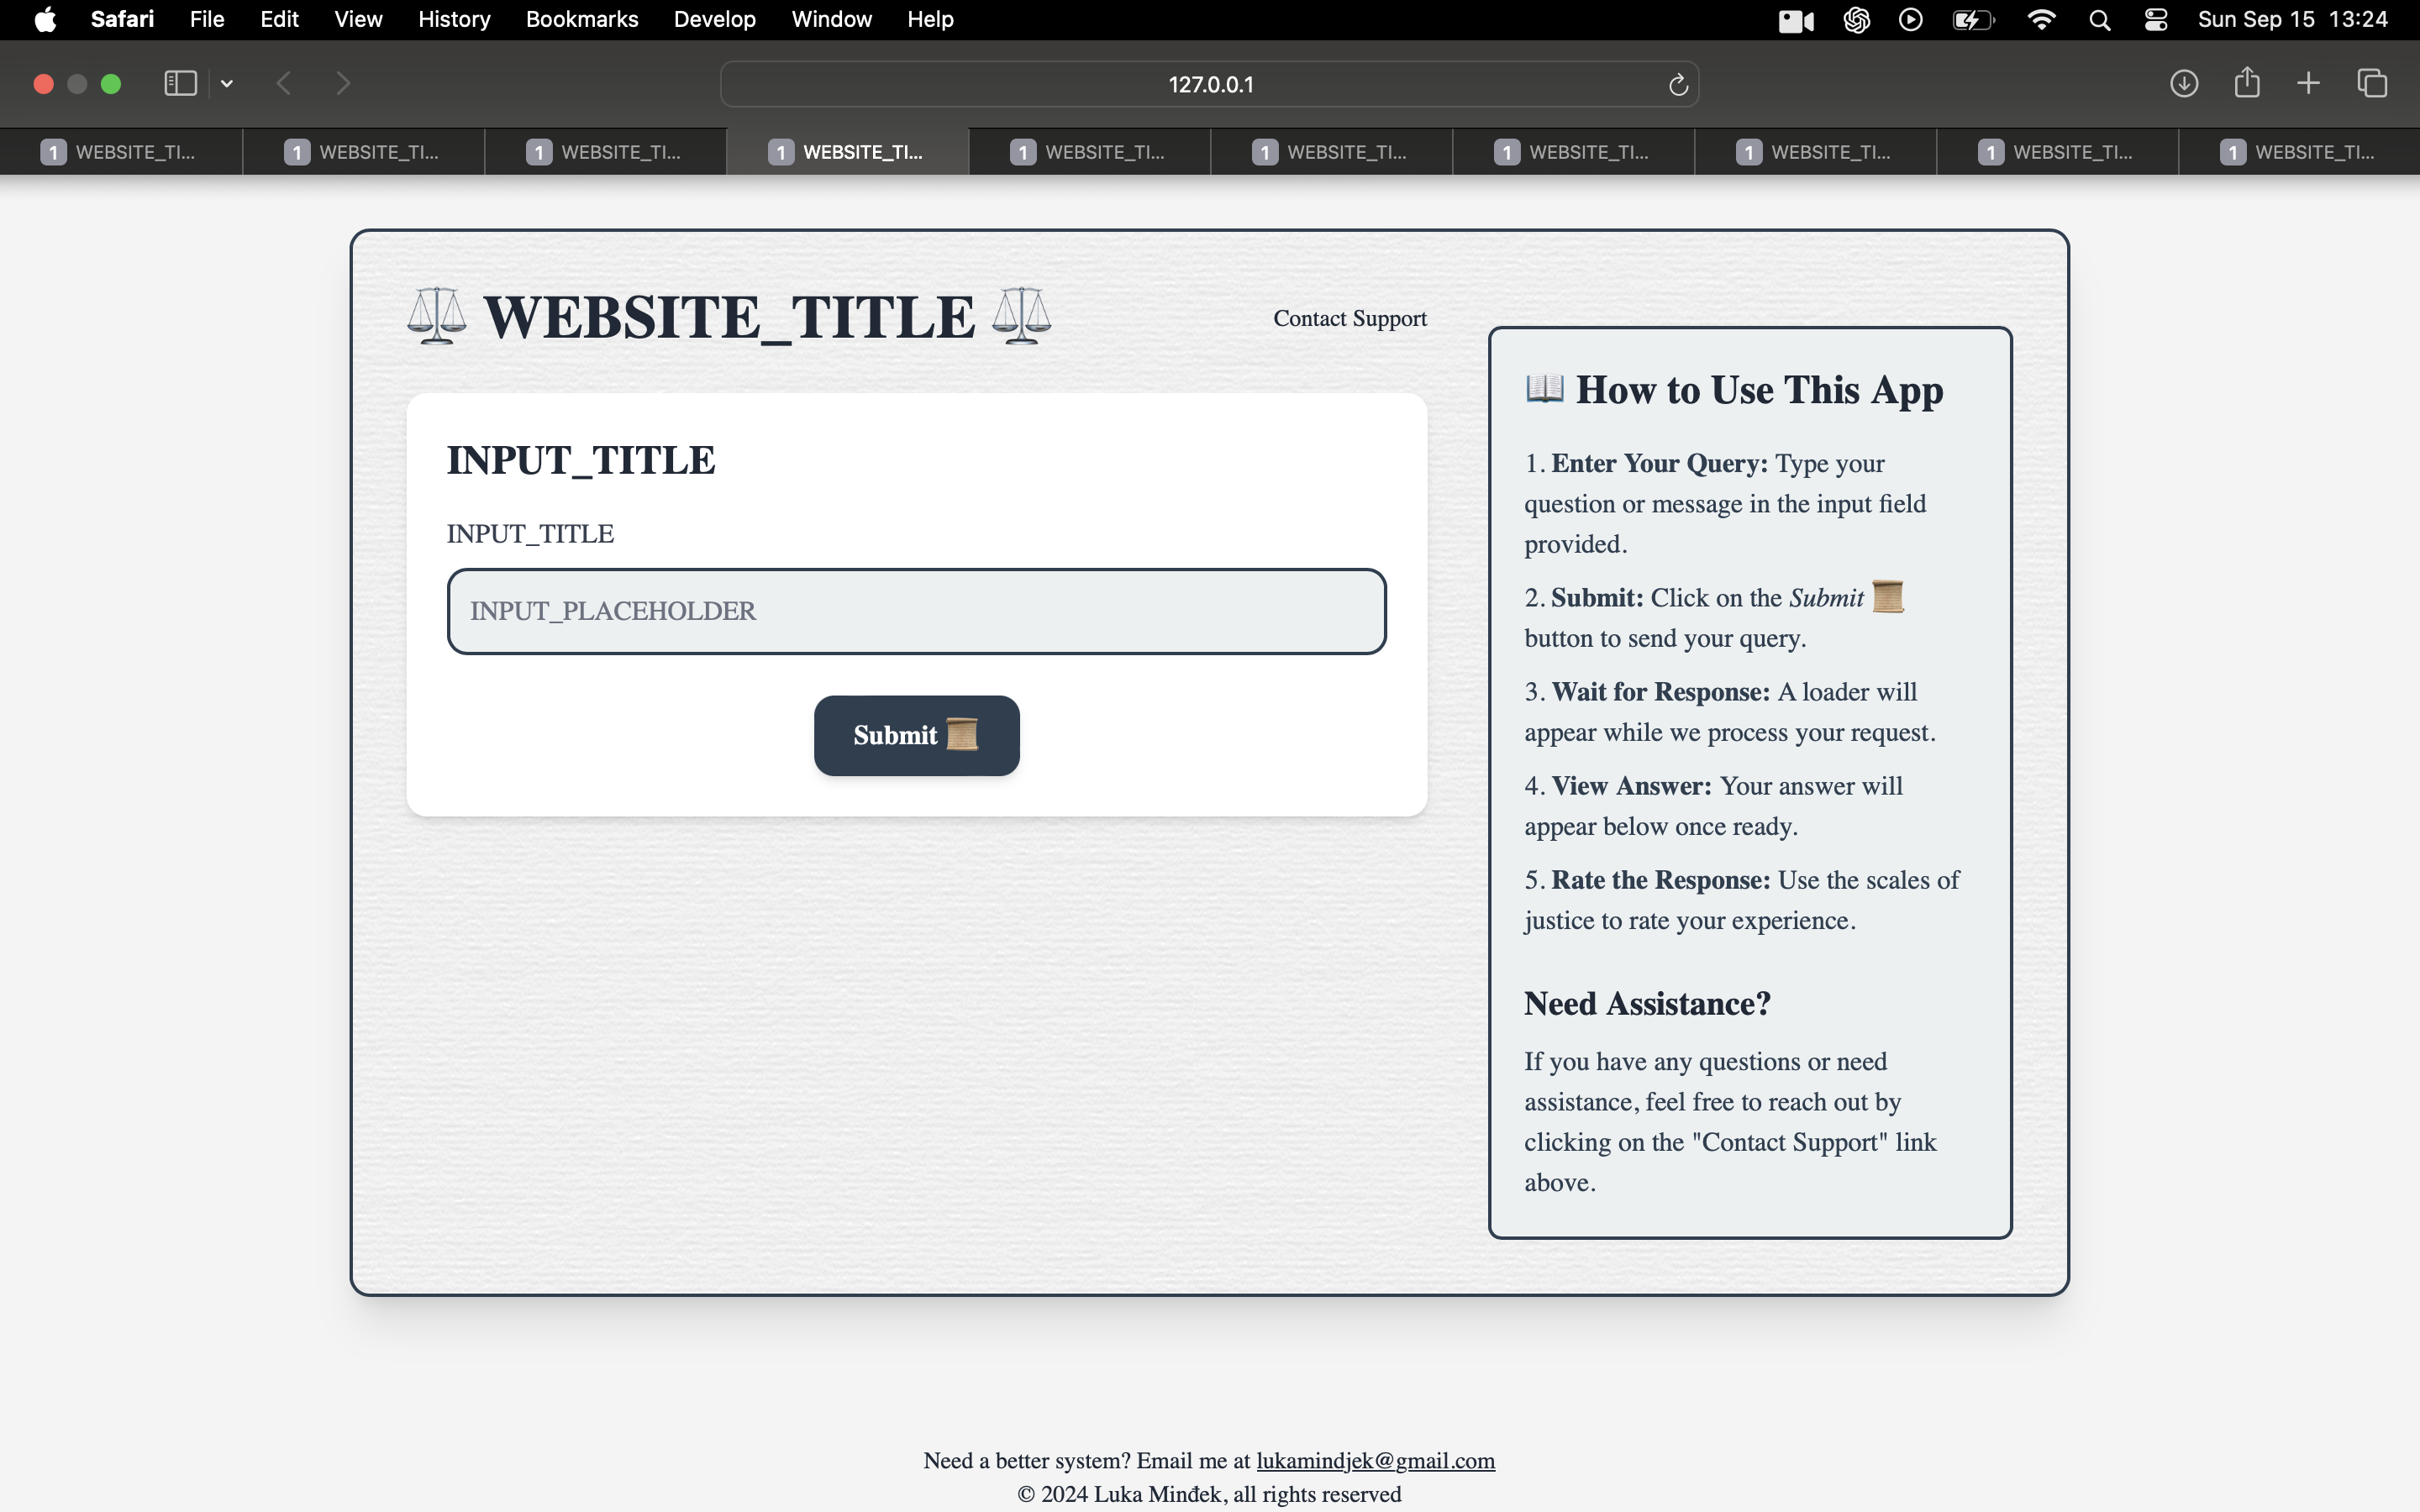 Safari File Edit View History Bookmarks Develop Window Help Sun Sep 15 13:24
127.0.0.1
1 WEBSITE_TI... 1 WEBSITE_TI... 1 WEBSITE_TI... 1 WEBSITE_TI... 1 WEBSITE_TI... 1 WEBSITE_TI... 1 WEBSITE_TI... 1 WEBSITE_TI... 1 WEBSITE_TI... 1 WEBSITE_TI...
⚖️ WEBSITE_TITLE ⚖️
Contact Support
INPUT_TITLE
INPUT_TITLE
INPUT_PLACEHOLDER
Submit 📜
📖 How to Use This App
1. Enter Your Query: Type your
question or message in the input field
provided.
2. Submit: Click on the Submit 📜
button to send your query.
3. Wait for Response: A loader will
appear while we process your request.
4. View Answer: Your answer will
appear below once ready.
5. Rate the Response: Use the scales of
justice to rate your experience.
Need Assistance?
If you have any questions or need
assistance, feel free to reach out by
clicking on the "Contact Support" link
above.
Need a better system? Email me at lukamindjek@gmail.com
© 2024 Luka Minđek, all rights reserved